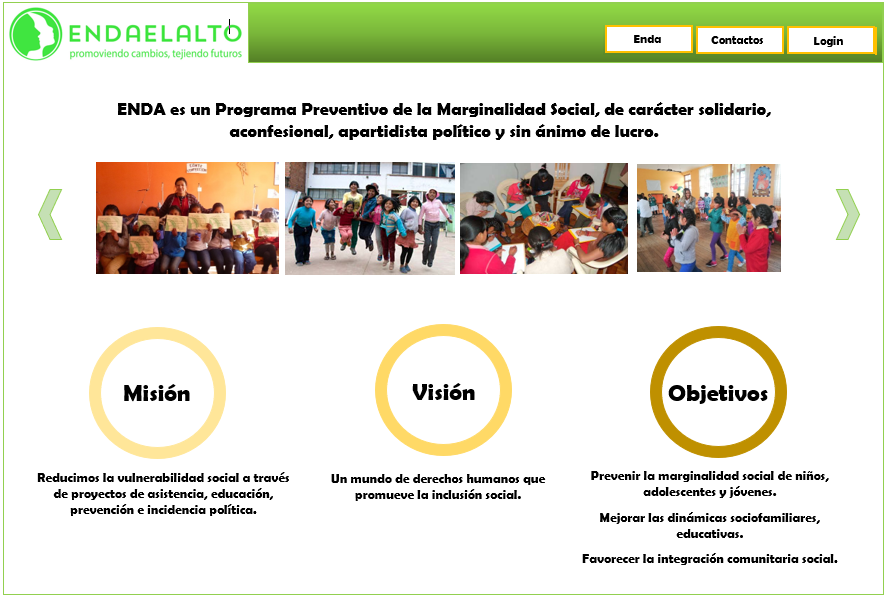 ENDAELALTO
promoviendo cambios, tejiendo futuros
Enda
Contactos
Login
ENDA es un Programa Preventivo de la Marginalidad Social, de carácter solidario,
aconfesional, apartidista político y sin ánimo de lucro.
Misión
Visión
Objetivos
Reducimos la vulnerabilidad social a través
de proyectos de asistencia, educación,
prevención e incidencia política.
Un mundo de derechos humanos que
promueve la inclusión social.
Prevenir la marginalidad social de niños,
adolescentes y jóvenes.
Mejorar las dinámicas sociofamiliares,
educativas.
Favorecer la integración comunitaria social.